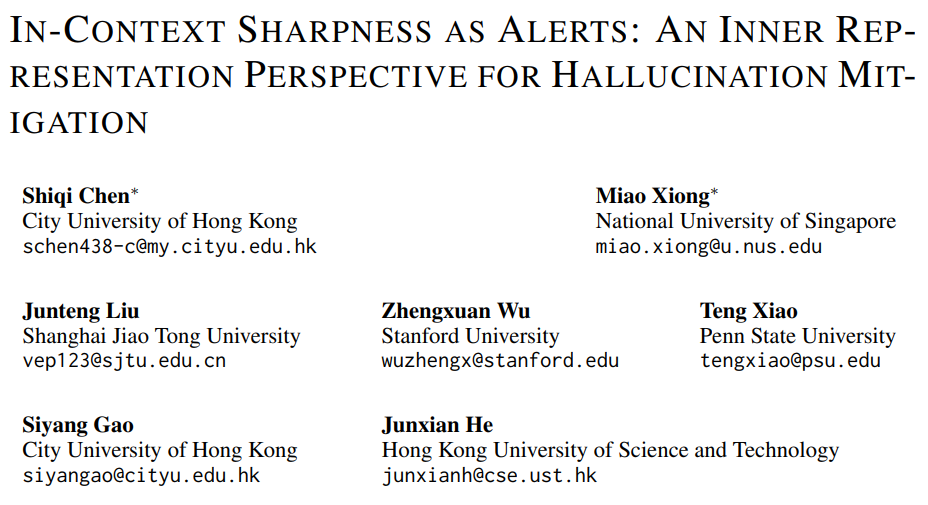 IN-CONTEXT SHARPNESS AS ALERTS: AN INNER REP-
RESENTATION PERSPECTIVE FOR HALLUCINATION MIT-
IGATION
Shiqi Chen*
City University of Hong Kong
schen438-c@my.cityu.edu.hk
Miao Xiong*
National University of Singapore
miao.xiong@u.nus.edu
Junteng Liu
Shanghai Jiao Tong University
vep123@sjtu.edu.cn
Zhengxuan Wu
Stanford University
wuzhengx@stanford.edu
Teng Xiao
Penn State University
tengxiao@psu.edu
Siyang Gao
City University of Hong Kong
siyangao@cityu.edu.hk
Junxian He
Hong Kong University of Science and Technology
junxianh@cse.ust.hk